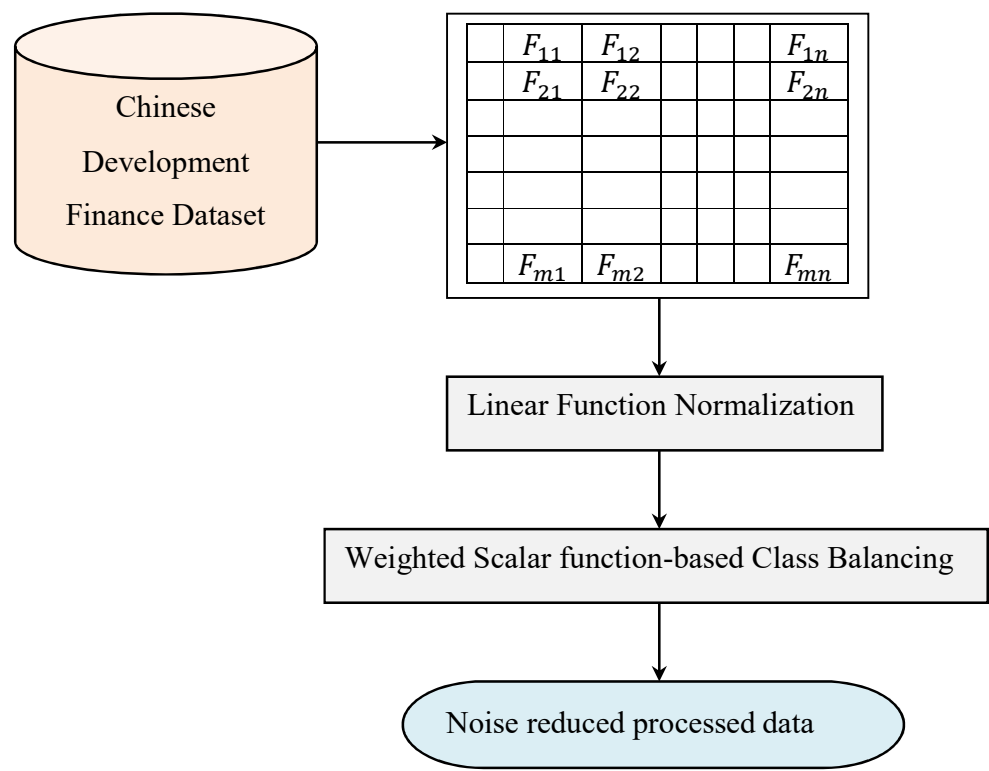 Chinese
Development
Finance Dataset
F₁₁ F₁₂ F₁ₙ
F₂₁ F₂₂ F₂ₙ
Fₘ₁ Fₘ₂ Fₘₙ
Linear Function Normalization
Weighted Scalar function-based Class Balancing
Noise reduced processed data